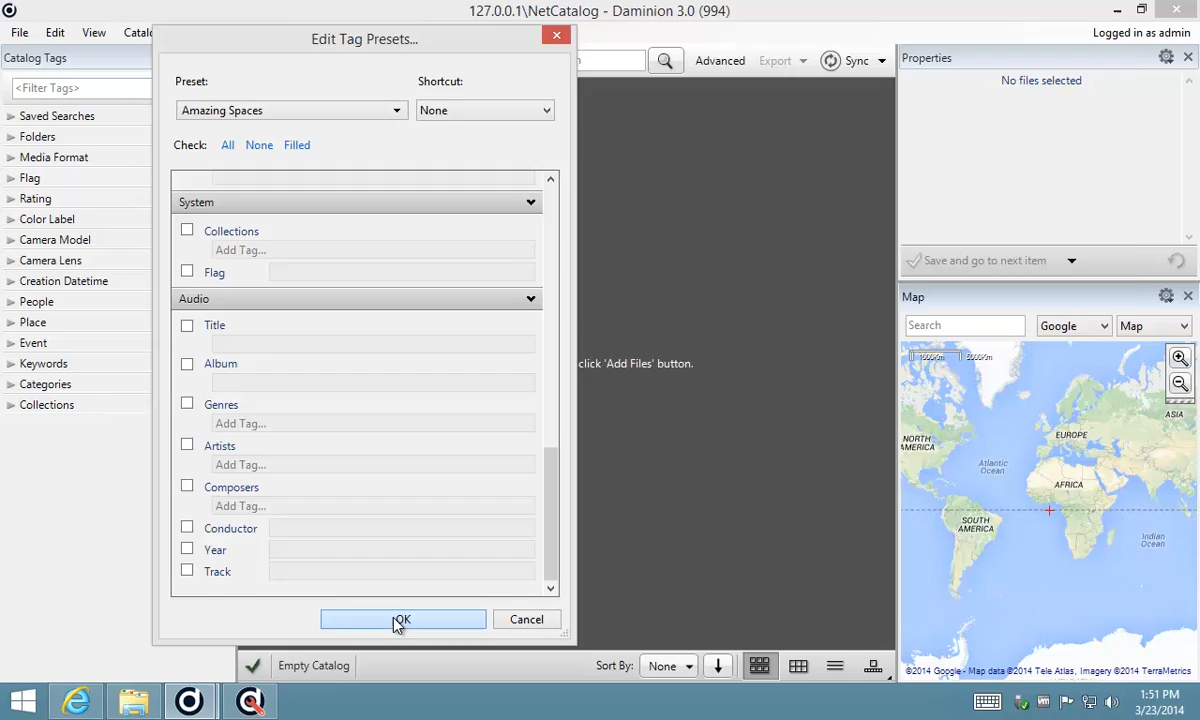 127.0.0.1\NetCatalog - Daminion 3.0 (994)
File Edit View Catal
Logged in as admin
Catalog Tags
<Filter Tags>
Saved Searches
Folders
Media Format
Flag
Rating
Color Label
Camera Model
Camera Lens
Creation Datetime
People
Place
Event
Keywords
Categories
Collections
Edit Tag Presets...
Preset: Shortcut:
Amazing Spaces None
Check: All None Filled
System
Collections
Add Tag...
Flag
Audio
Title
Album
Genres
Add Tag...
Artists
Add Tag...
Composers
Add Tag...
Conductor
Year
Track
OK Cancel
Advanced Export Sync
click 'Add Files' button.
Empty Catalog Sort By: None
Properties
No files selected
Save and go to next item
Map
Search Google Map
1000Km 5000Km
ASIA
NORTH
AMERICA
EUROPE
Atlantic
Ocean
AFRICA
SOUTH
AMERICA
Indian
Ocean
©2014 Google - Map data ©2014 Tele Atlas, Imagery ©2014 TerraMetrics
1:51 PM
3/23/2014